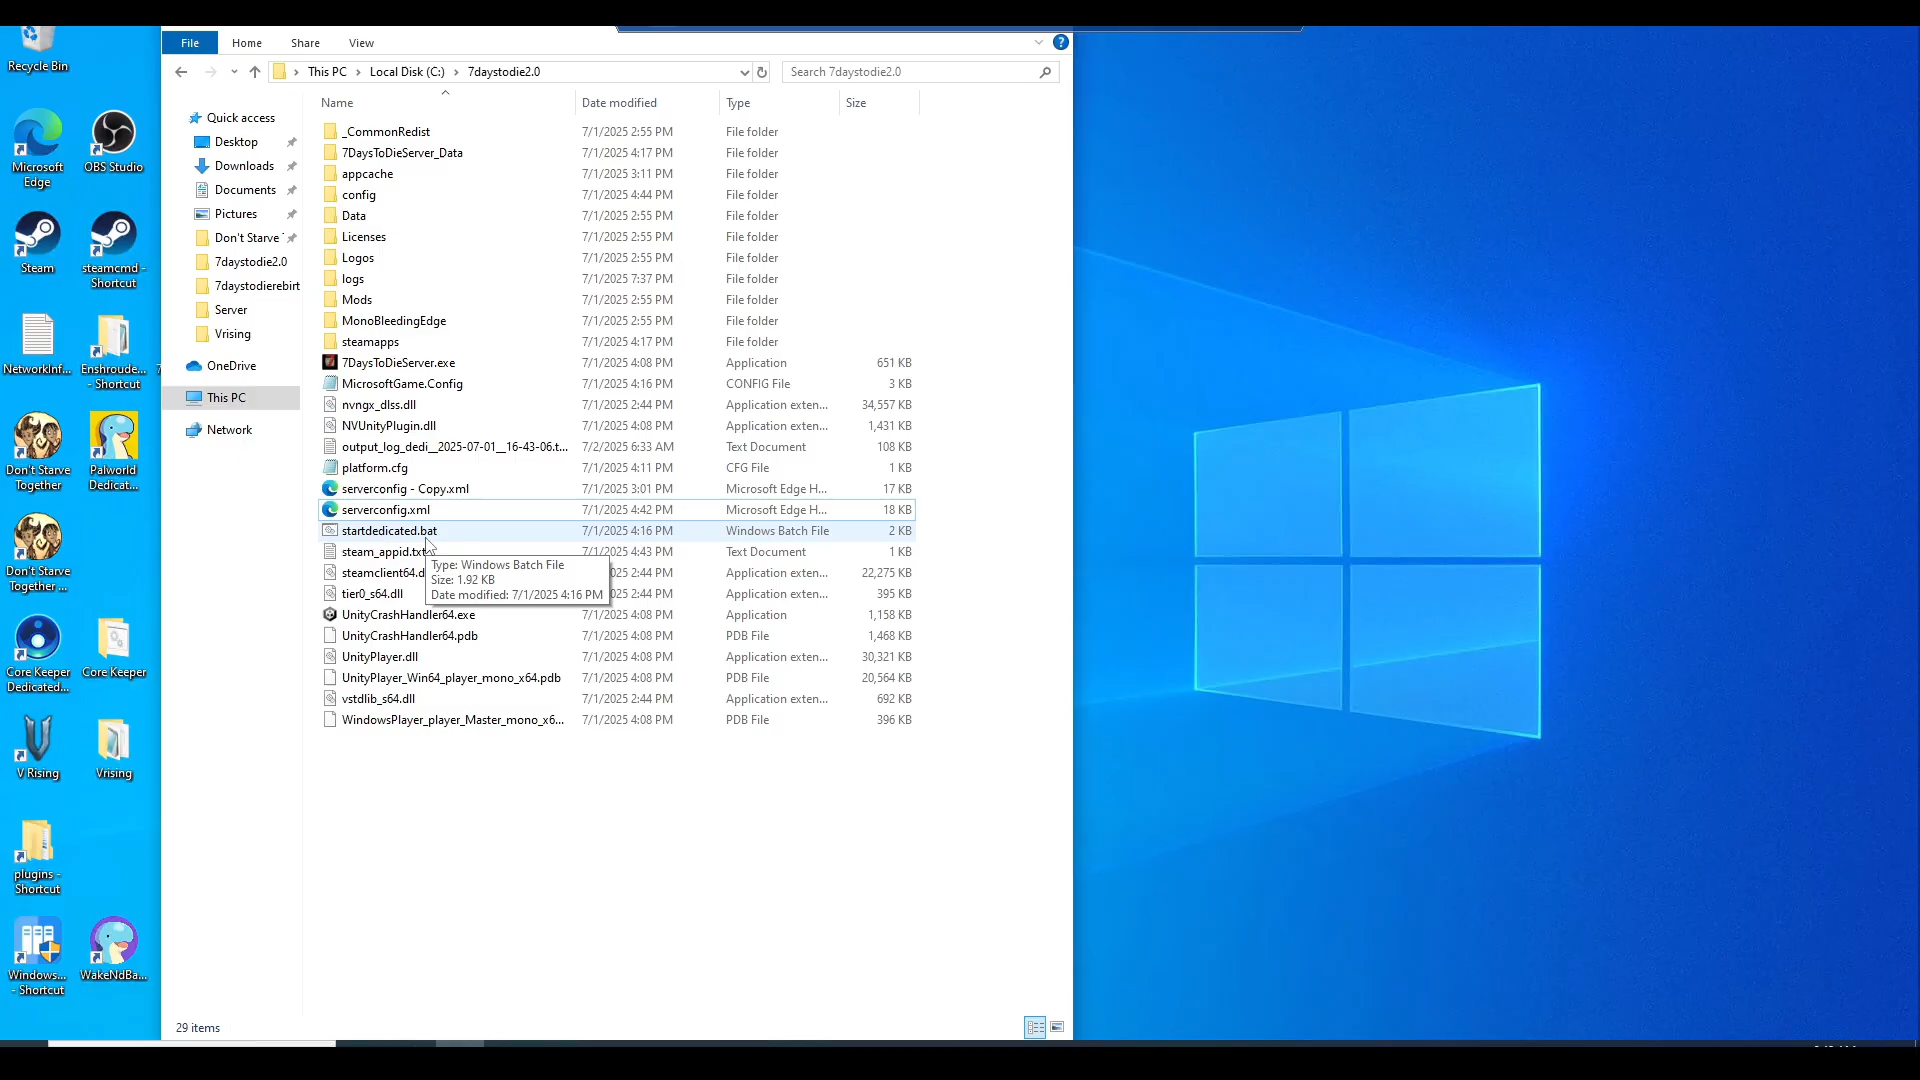 Recycle Bin
Microsoft Edge
OBS Studio
Steam
steamcmd - Shortcut
NetworkInf...
Enshroude... - Shortcut
7
Don't Starve Together
Palworld Dedicat...
Don't Starve Together ...
Core Keeper Dedicated...
Core Keeper
V Rising
Vrising
plugins - Shortcut
Windows... - Shortcut
WakeNdBa...
File Home Share View
This PC > Local Disk (C:) > 7daystodie2.0
Search 7daystodie2.0
Quick access
Desktop
Downloads
Documents
Pictures
Don't Starve T
7daystodie2.0
7daystodierebirt
Server
Vrising
OneDrive
This PC
Network
Name Date modified Type Size
_CommonRedist 7/1/2025 2:55 PM File folder
7DaysToDieServer_Data 7/1/2025 4:17 PM File folder
appcache 7/1/2025 3:11 PM File folder
config 7/1/2025 4:44 PM File folder
Data 7/1/2025 2:55 PM File folder
Licenses 7/1/2025 2:55 PM File folder
Logos 7/1/2025 2:55 PM File folder
logs 7/1/2025 7:37 PM File folder
Mods 7/1/2025 2:55 PM File folder
MonoBleedingEdge 7/1/2025 2:55 PM File folder
steamapps 7/1/2025 4:17 PM File folder
7DaysToDieServer.exe 7/1/2025 4:08 PM Application 651 KB
MicrosoftGame.Config 7/1/2025 4:16 PM CONFIG File 3 KB
nvngx_dlss.dll 7/1/2025 2:44 PM Application exten... 34,557 KB
NVUnityPlugin.dll 7/1/2025 4:08 PM Application exten... 1,431 KB
output_log_dedi__2025-07-01__16-43-06.t... 7/2/2025 6:33 AM Text Document 108 KB
platform.cfg 7/1/2025 4:11 PM CFG File 1 KB
serverconfig - Copy.xml 7/1/2025 3:01 PM Microsoft Edge H... 17 KB
serverconfig.xml 7/1/2025 4:42 PM Microsoft Edge H... 18 KB
startdedicated.bat 7/1/2025 4:16 PM Windows Batch File 2 KB
steam_appid.txt 7/1/2025 4:43 PM Text Document 1 KB
steamclient64.d 025 2:44 PM Application exten... 22,275 KB
tier0_s64.dll 025 2:44 PM Application exten... 395 KB
UnityCrashHandler64.exe 7/1/2025 4:08 PM Application 1,158 KB
UnityCrashHandler64.pdb 7/1/2025 4:08 PM PDB File 1,468 KB
UnityPlayer.dll 7/1/2025 4:08 PM Application exten... 30,321 KB
UnityPlayer_Win64_player_mono_x64.pdb 7/1/2025 4:08 PM PDB File 20,564 KB
vstdlib_s64.dll 7/1/2025 2:44 PM Application exten... 692 KB
WindowsPlayer_player_Master_mono_x6... 7/1/2025 4:08 PM PDB File 396 KB
Type: Windows Batch File
Size: 1.92 KB
Date modified: 7/1/2025 4:16 PM
29 items